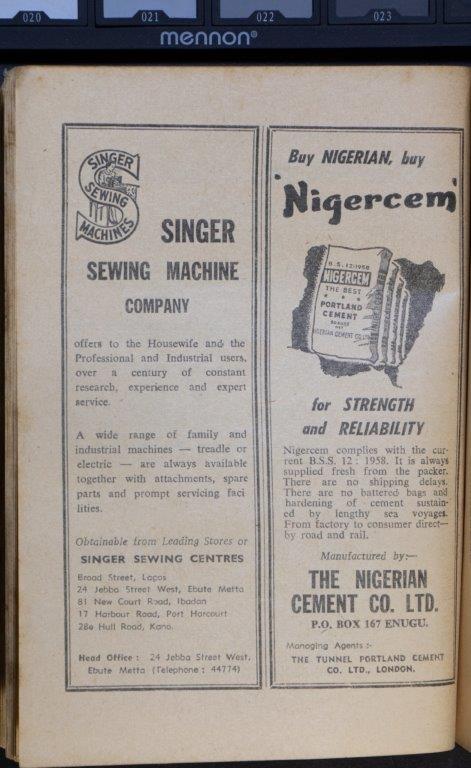 020 021 022 023
mennon®
SINGER
SEWING
MACHINES
SINGER
SEWING MACHINE
COMPANY
offers to the Housewife and the
Professional and Industrial users,
over a century of constant
research, experience and expert
service.
A wide range of family and
industrial machines — treadle or
electric — are always available
together with attachments, spare
parts and prompt servicing faci
lities.
Obtainable from Leading Stores or
SINGER SEWING CENTRES
Broad Street, Lagos
24 Jebba Street West, Ebute Metta
81 New Court Road, Ibadan
17 Harbour Road, Port Harcourt
28e Hull Road, Kano.
Head Office : 24 Jebba Street West,
Ebute Metta (Telephone : 44774)
Buy NIGERIAN, buy
'Nigercem'
B.S. 12:1958
NIGERCEM
THE BEST
PORTLAND
CEMENT
NIGERIAN CEMENT CO LTD
for STRENGTH
and RELIABILITY
Nigercem complies with the cur-
rent B.S.S. 12 : 1958. It is always
supplied fresh from the packer.
There are no shipping delays.
There are no battered bags and
hardening of cement sustain-
ed by lengthy sea voyages.
From factory to consumer direct—
by road and rail.
Manufactured by:—
THE NIGERIAN
CEMENT CO. LTD.
P.O. BOX 167 ENUGU.
Managing Agents :-
THE TUNNEL PORTLAND CEMENT
CO. LTD., LONDON.